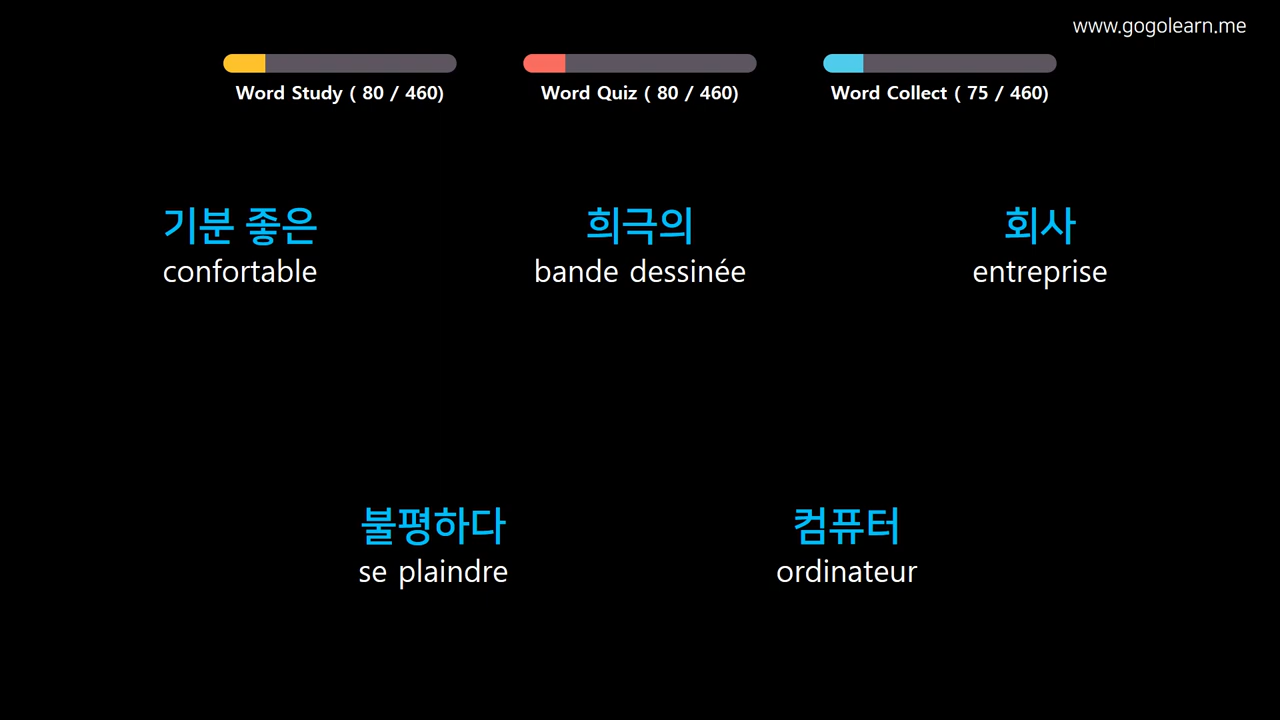 www.gogolearn.me
Word Study ( 80 / 460)
Word Quiz ( 80 / 460)
Word Collect ( 75 / 460)
기분 좋은
confortable
희극의
bande dessinée
회사
entreprise
불평하다
se plaindre
컴퓨터
ordinateur